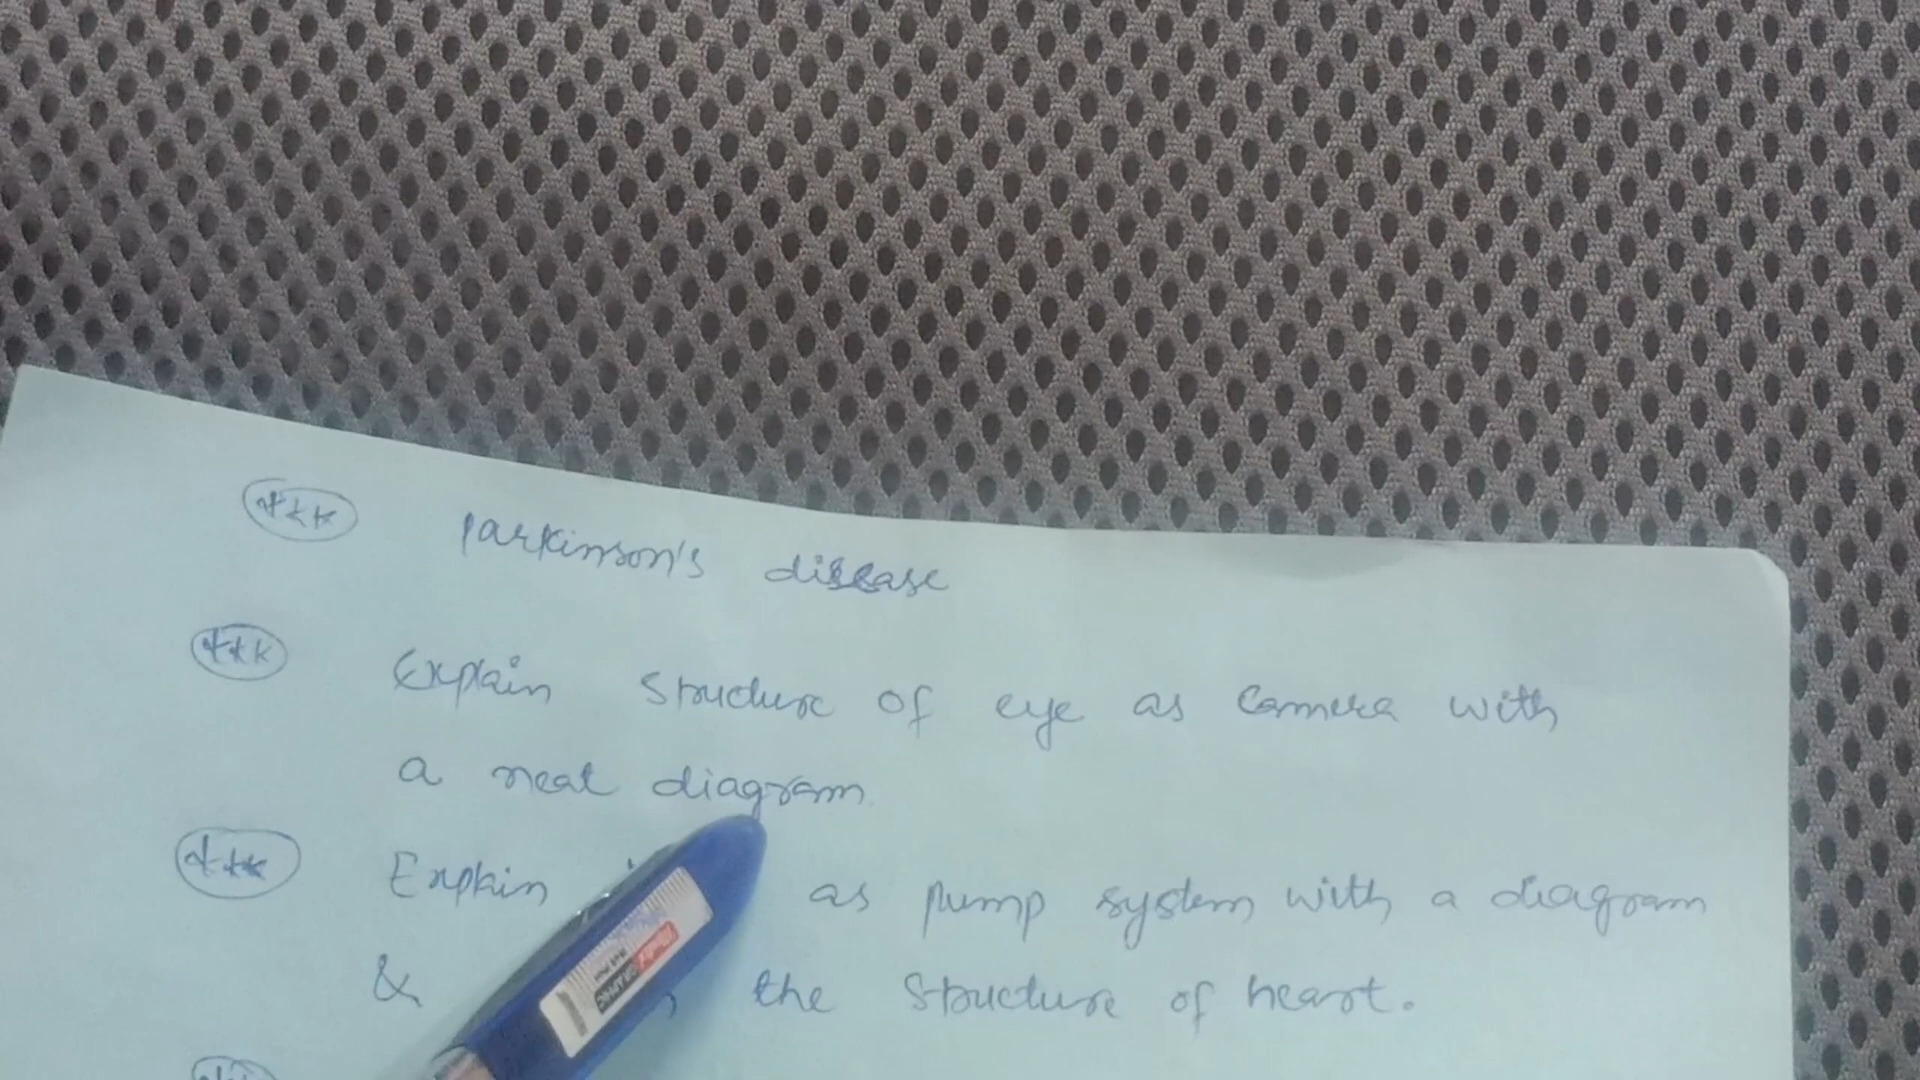 *** parkinson's disease
*** Explain structure of eye as camera with
a neat diagram
*** Explain as pump system with a diagram
& the structure of heart.